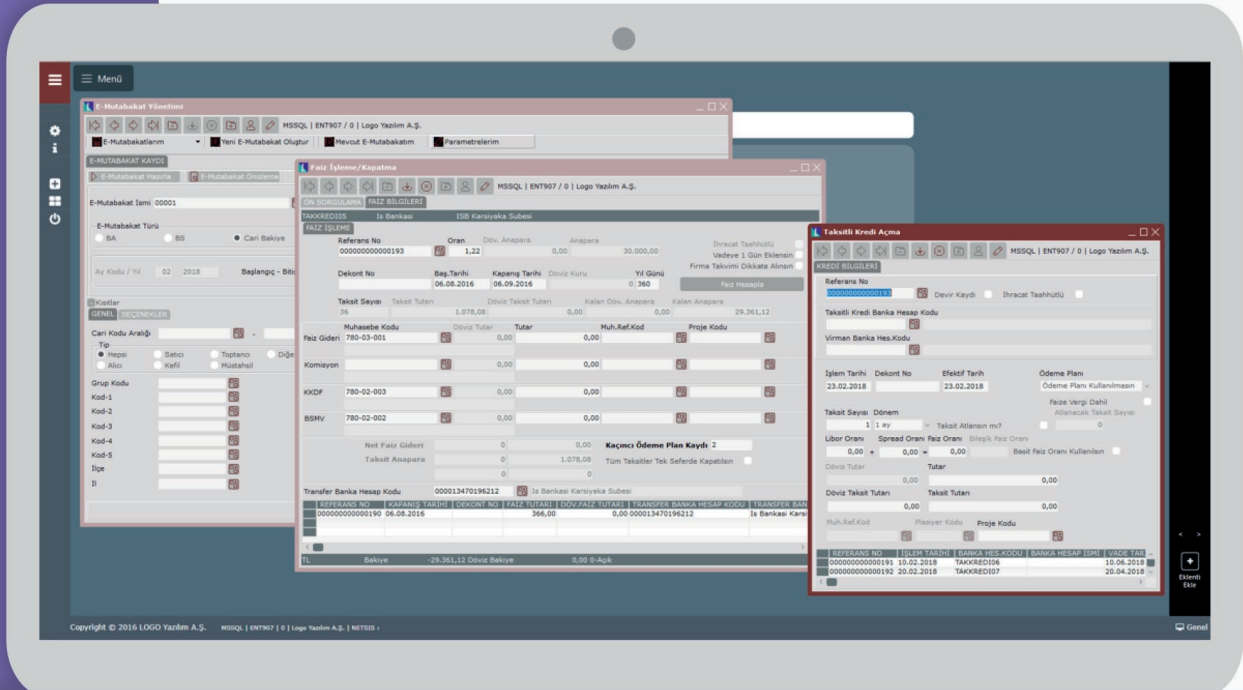 Menü
E-Mutabakat Yönetimi
MSSQL | ENT907 / 0 | Logo Yazılım A.Ş.
E-Mutabakatlarım Yeni E-Mutabakat Oluştur Mevcut E-Mutabakatım Parametrelerim
E-MUTABAKAT KAYDI
E-Mutabakat Hazırla E-Mutabakat Önizleme
E-Mutabakat İsmi 00001
E-Mutabakat Türü
BA BS Cari Bakiye
Ay Kodu / Yıl 02 2018 Başlangıç - Biti
Kısıtlar
GENEL SEÇENEKLER
Cari Kodu Aralığı -
Tip
Hepsi Satıcı Toptancı Diğe
Alıcı Kefil Müstahsil
Grup Kodu
Kod-1
Kod-2
Kod-3
Kod-4
Kod-5
İlçe
İl
Faiz İşleme/Kapatma
MSSQL | ENT907 / 0 | Logo Yazılım A.Ş.
ÖN SORGULAMA FAİZ BİLGİLERİ
TAKKREDI05 Is Bankasi ISB Karsiyaka Subesi
FAİZ İŞLEME
Referans No Oran Döv. Anapara Anapara İhracat Taahhütlü
000000000000193 1,22 0,00 30.000,00 Vadeve 1 Gün Eklensin
Firma Takvimi Dikkate Alınsın
Dekont No Baş.Tarihi Kapanış Tarihi Döviz Kuru Yıl Günü
06.08.2016 06.09.2016 0 360 Faiz Hesapla
Taksit Sayısı Taksit Tutarı Döviz Taksit Tutarı Kalan Döv. Anapara Kalan Anapara
36 1.078,08 0,00 0,00 29.361,12
Muhasebe Kodu Döviz Tutar Tutar Muh.Ref.Kod Proje Kodu
Faiz Gideri 780-03-001 0,00 0,00
Komisyon 0,00 0,00
KKDF 780-02-003 0,00 0,00
BSMV 780-02-002 0,00 0,00
Net Faiz Gideri 0 0,00 Kaçıncı Ödeme Plan Kaydı 2
Taksit Anapara 0 1.078,08 Tüm Taksitler Tek Seferde Kapatılsın
0 0
Transfer Banka Hesap Kodu 000013470196212 Is Bankasi Karsiyaka Subesi
REFERANS NO | KAPANIŞ TARİHİ | DEKONT NO | FAİZ TUTARI | DÖV.FAİZ TUTARI | TRANSFER BANKA HESAP KODU | TRANSFER BAN
000000000000190 06.08.2016 366,00 0,00 000013470196212 Is Bankasi Karsi
TL Bakiye -29.361,12 Döviz Bakiye 0,00 0-Açık
Taksitli Kredi Açma
MSSQL | ENT907 / 0 | Logo Yazılım A.Ş.
KREDİ BİLGİLERİ
Referans No
000000000000193 Devir Kaydı İhracat Taahhütlü
Taksitli Kredi Banka Hesap Kodu
Virman Banka Hes.Kodu
İşlem Tarihi Dekont No Efektif Tarih Ödeme Planı
23.02.2018 23.02.2018 Ödeme Planı Kullanılmasın
Faize Vergi Dahil
Taksit Sayısı Dönem Atlanacak Taksit Sayısı
1 1 ay Taksit Atlansın mı? 0
Libor Oranı Spread Oranı Faiz Oranı Bileşik Faiz Oranı
0,00 + 0,00 = 0,00 Basit Faiz Oranı Kullanılsın
Döviz Tutar Tutar
0,00 0,00
Döviz Taksit Tutarı Taksit Tutarı
0,00 0,00
Muh.Ref.Kod Plasiyer Kodu Proje Kodu
REFERANS NO | İŞLEM TARİHİ | BANKA HES.KODU | BANKA HESAP İSMİ | VADE TAR
000000000000191 10.02.2018 TAKKREDI06 10.06.2018
000000000000192 20.02.2018 TAKKREDI07 20.04.2018
Eklenti
Ekle
Copyright © 2016 LOGO Yazılım A.Ş. MSSQL | ENT907 | 0 | Logo Yazılım A.Ş. | NETSIS :
Genel